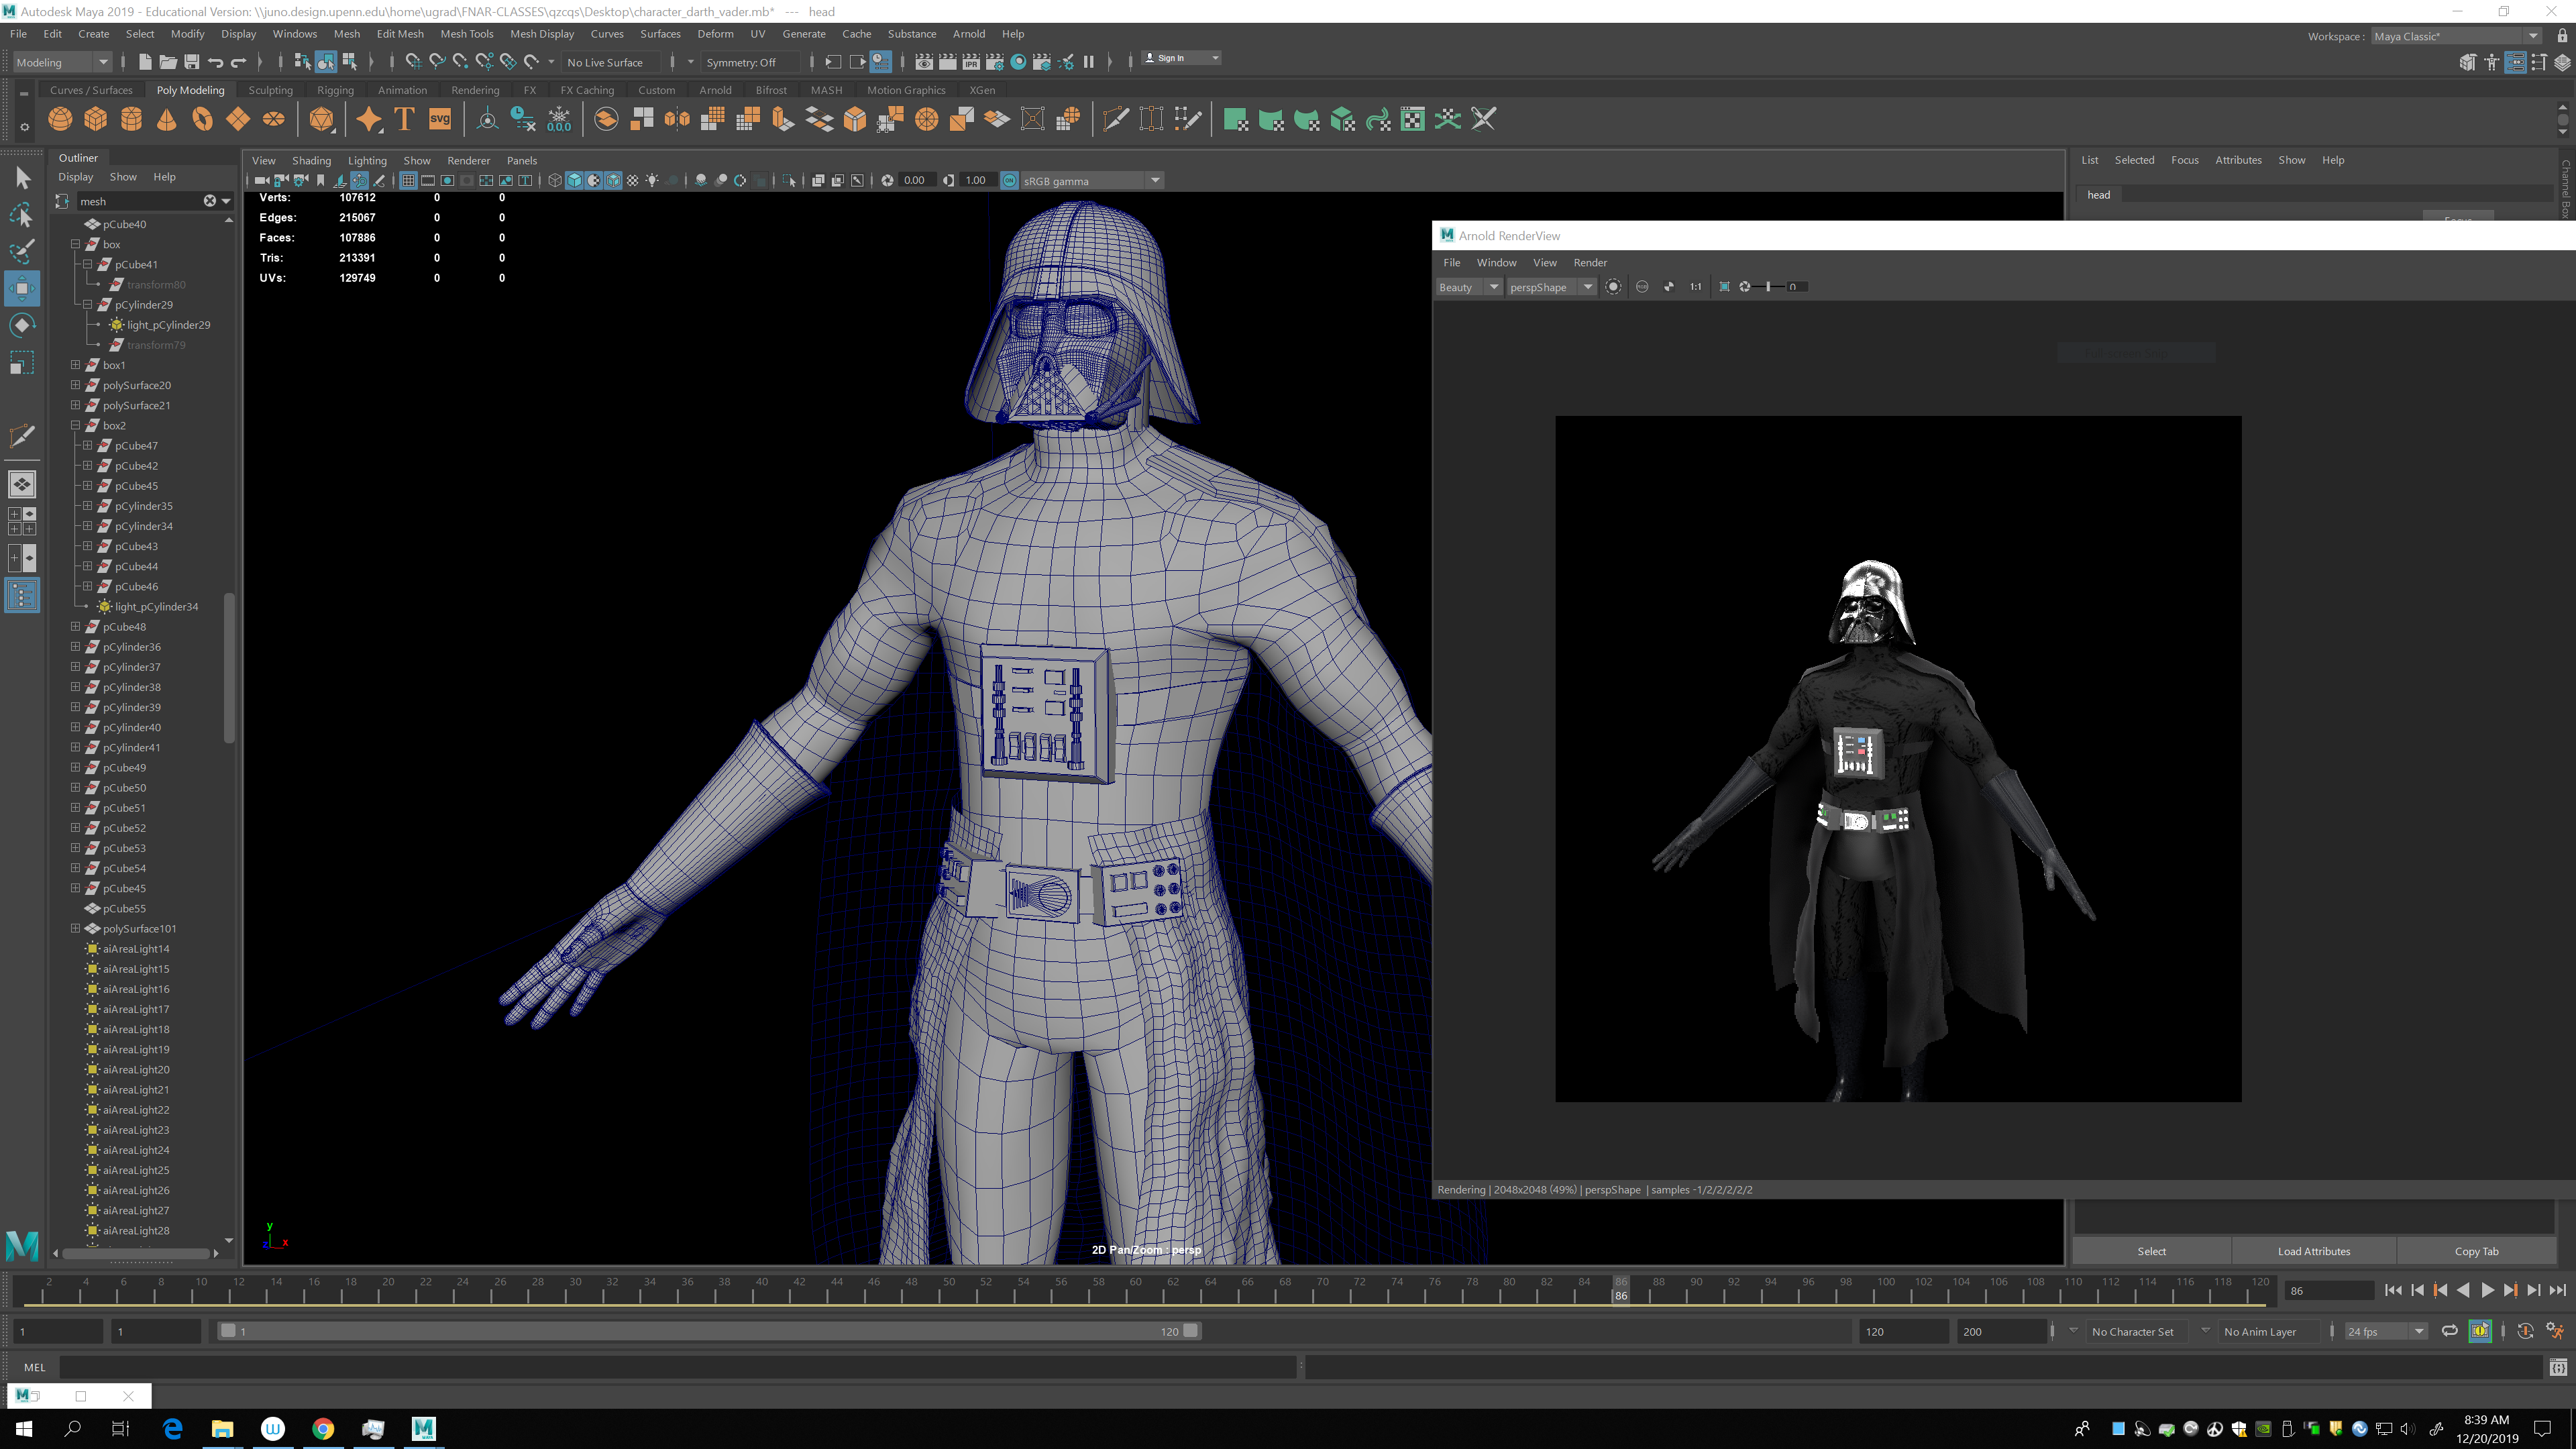 Autodesk Maya 2019 - Educational Version: \\juno.design.upenn.edu\home\ugrad\FNAR-CLASSES\qzcqs\Desktop\character_darth_vader.mb* --- head
File Edit Create Select Modify Display Windows Mesh Edit Mesh Mesh Tools Mesh Display Curves Surfaces Deform UV Generate Cache Substance Arnold Help
Workspace : Maya Classic*
Modeling No Live Surface Symmetry: Off IPR Sign In
Curves / Surfaces Poly Modeling Sculpting Rigging Animation Rendering FX FX Caching Custom Arnold Bifrost MASH Motion Graphics XGen
T svg 0,0,0
Outliner
Display Show Help
mesh
pCube40
box
pCube41
transform80
pCylinder29
light_pCylinder29
transform79
box1
polySurface20
polySurface21
box2
pCube47
pCube42
pCube45
pCylinder35
pCylinder34
pCube43
pCube44
pCube46
light_pCylinder34
pCube48
pCylinder36
pCylinder37
pCylinder38
pCylinder39
pCylinder40
pCylinder41
pCube49
pCube50
pCube51
pCube52
pCube53
pCube54
pCube45
pCube55
polySurface101
aiAreaLight14
aiAreaLight15
aiAreaLight16
aiAreaLight17
aiAreaLight18
aiAreaLight19
aiAreaLight20
aiAreaLight21
aiAreaLight22
aiAreaLight23
aiAreaLight24
aiAreaLight25
aiAreaLight26
aiAreaLight27
aiAreaLight28
View Shading Lighting Show Renderer Panels
0.00 1.00 ON sRGB gamma
Verts: 107612 0 0
Edges: 215067 0 0
Faces: 107886 0 0
Tris: 213391 0 0
UVs: 129749 0 0
y
z x
2D Pan/Zoom : persp
List Selected Focus Attributes Show Help
head
Channel Box
Arnold RenderView
File Window View Render
Beauty perspShape 1:1 0
Rendering | 2048x2048 (49%) | perspShape | samples -1/2/2/2/2/2
Select Load Attributes Copy Tab
2 4 6 8 10 12 14 16 18 20 22 24 26 28 30 32 34 36 38 40 42 44 46 48 50 52 54 56 58 60 62 64 66 68 70 72 74 76 78 80 82 84 86 88 90 92 94 96 98 100 102 104 106 108 110 112 114 116 118 120
86 86
1 1 1 120 120 200 No Character Set No Anim Layer 24 fps
MEL
8:39 AM
12/20/2019